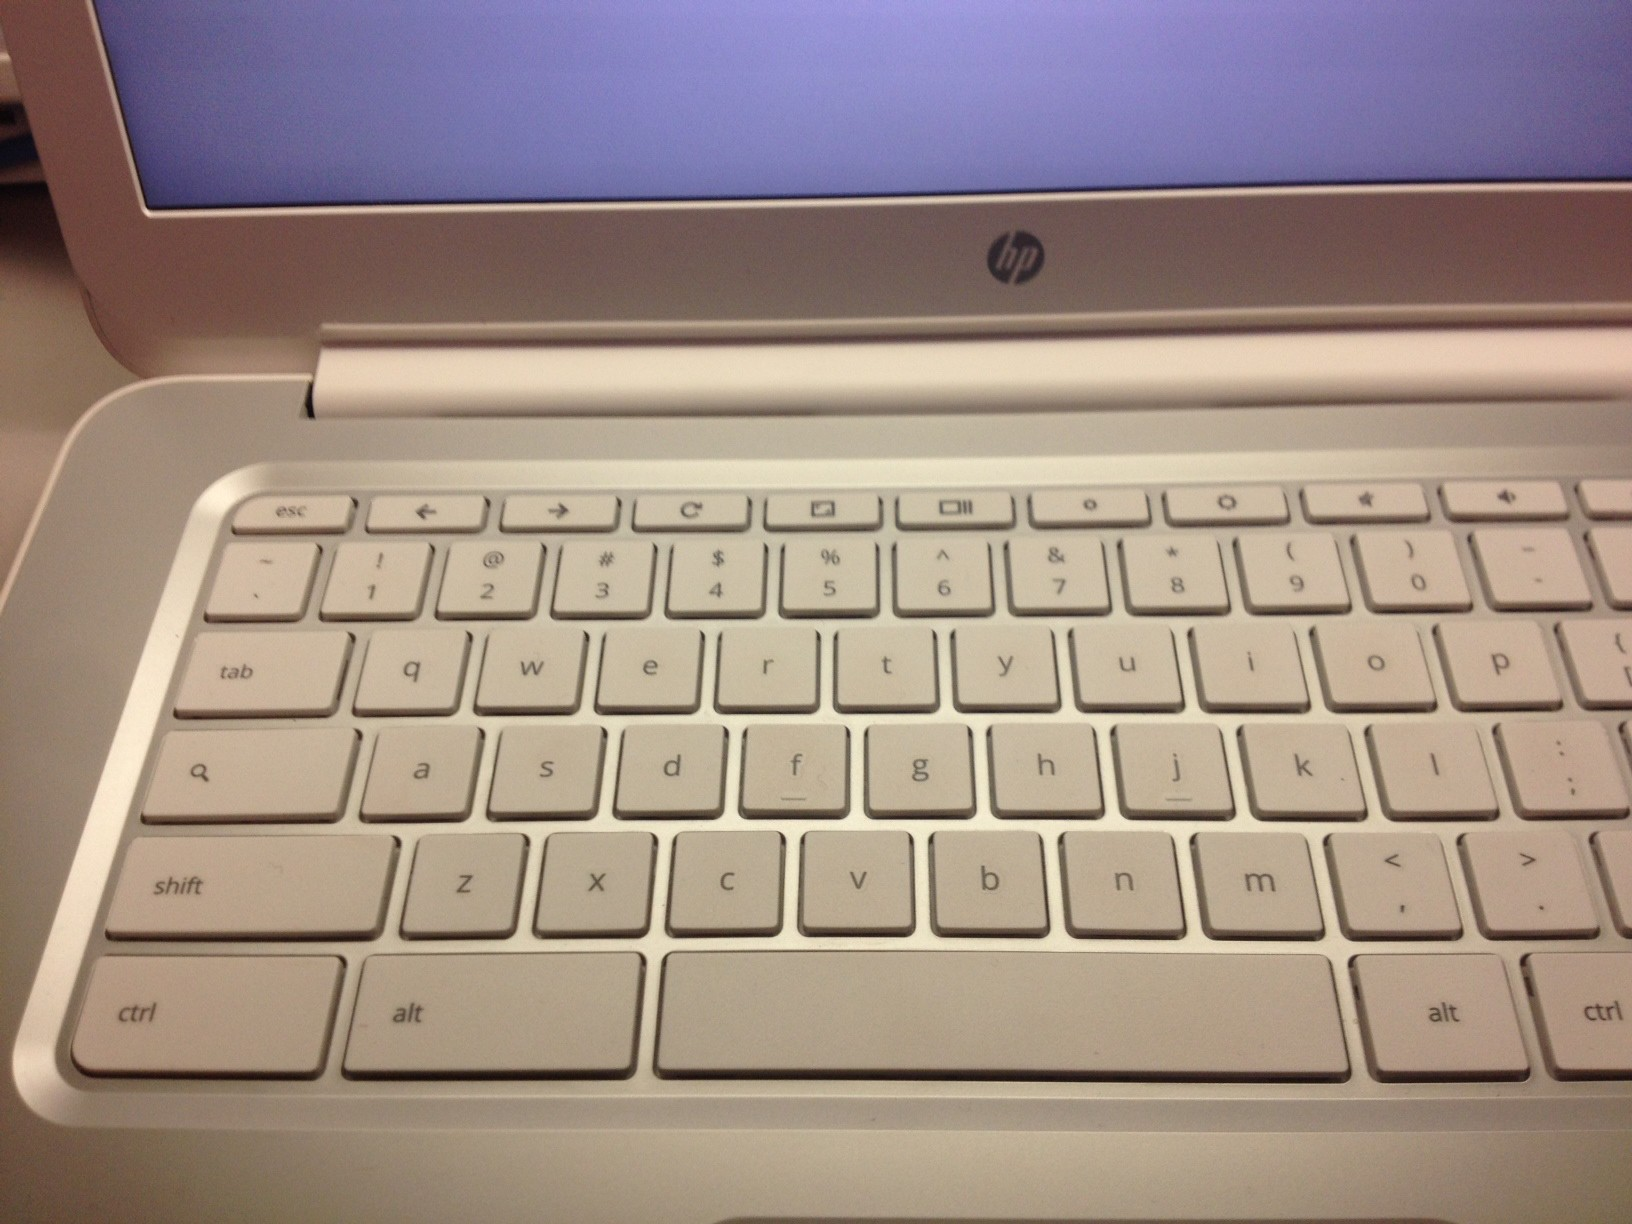 hp
esc
~ ! @ # $ % ^ & * ( )
` 1 2 3 4 5 6 7 8 9 0 -
tab q w e r t y u i o p {
a s d f g h j k l :
;
shift z x c v b n m < >
, .
ctrl alt alt ctrl